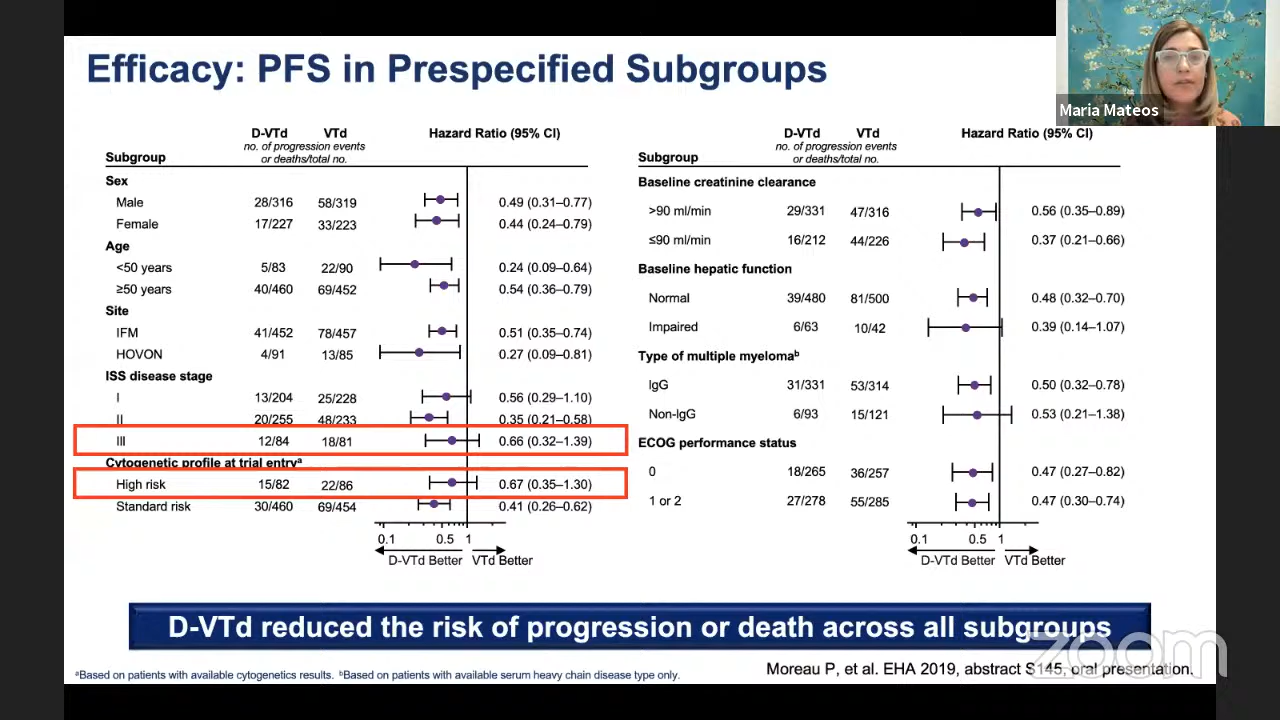 Efficacy: PFS in Prespecified Subgroups
Maria Mateos
D-VTd VTd Hazard Ratio (95% CI)
no. of progression events
or deaths/total no.
Subgroup
Sex
Male 28/316 58/319 0.49 (0.31–0.77)
Female 17/227 33/223 0.44 (0.24–0.79)
Age
<50 years 5/83 22/90 0.24 (0.09–0.64)
≥50 years 40/460 69/452 0.54 (0.36–0.79)
Site
IFM 41/452 78/457 0.51 (0.35–0.74)
HOVON 4/91 13/85 0.27 (0.09–0.81)
ISS disease stage
I 13/204 25/228 0.56 (0.29–1.10)
II 20/255 48/233 0.35 (0.21–0.58)
III 12/84 18/81 0.66 (0.32–1.39)
Cytogenetic profile at trial entryᵃ
High risk 15/82 22/86 0.67 (0.35–1.30)
Standard risk 30/460 69/454 0.41 (0.26–0.62)
0.1 0.5 1
D-VTd Better VTd Better
D-VTd VTd Hazard Ratio (95% CI)
no. of progression events
or deaths/total no.
Subgroup
Baseline creatinine clearance
>90 ml/min 29/331 47/316 0.56 (0.35–0.89)
≤90 ml/min 16/212 44/226 0.37 (0.21–0.66)
Baseline hepatic function
Normal 39/480 81/500 0.48 (0.32–0.70)
Impaired 6/63 10/42 0.39 (0.14–1.07)
Type of multiple myelomaᵇ
IgG 31/331 53/314 0.50 (0.32–0.78)
Non-IgG 6/93 15/121 0.53 (0.21–1.38)
ECOG performance status
0 18/265 36/257 0.47 (0.27–0.82)
1 or 2 27/278 55/285 0.47 (0.30–0.74)
0.1 0.5 1
D-VTd Better VTd Better
D-VTd reduced the risk of progression or death across all subgroups
zoom
ᵃBased on patients with available cytogenetics results. ᵇBased on patients with available serum heavy chain disease type only.
Moreau P, et al. EHA 2019, abstract S145, oral presentation.